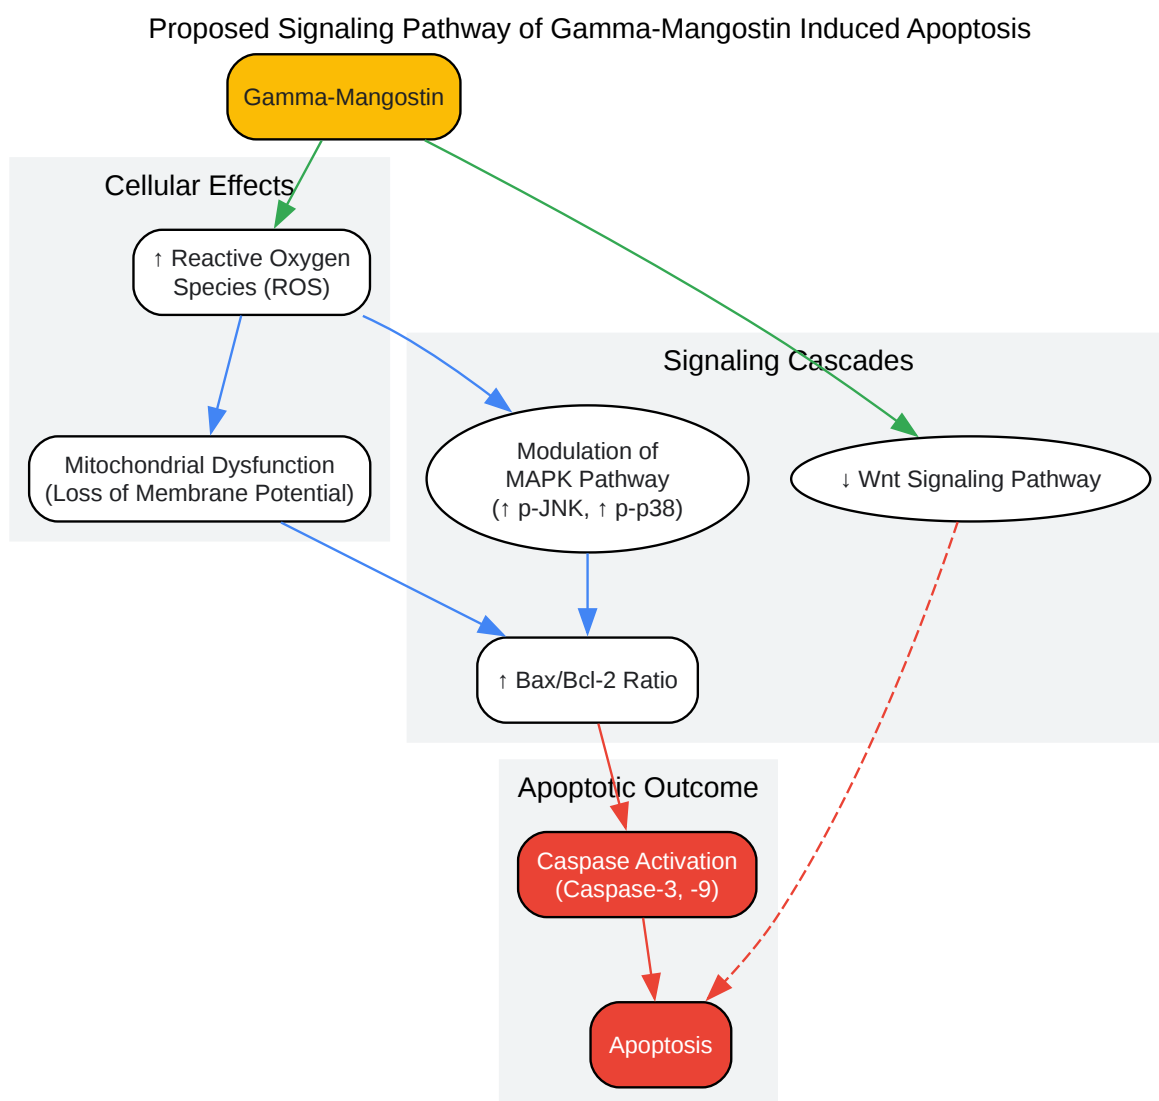 Proposed Signaling Pathway of Gamma-Mangostin Induced Apoptosis
Gamma-Mangostin
Cellular Effects
↑ Reactive Oxygen
Species (ROS)
Mitochondrial Dysfunction
(Loss of Membrane Potential)
Signaling Cascades
Modulation of
MAPK Pathway
(↑ p-JNK, ↑ p-p38)
↓ Wnt Signaling Pathway
↑ Bax/Bcl-2 Ratio
Apoptotic Outcome
Caspase Activation
(Caspase-3, -9)
Apoptosis